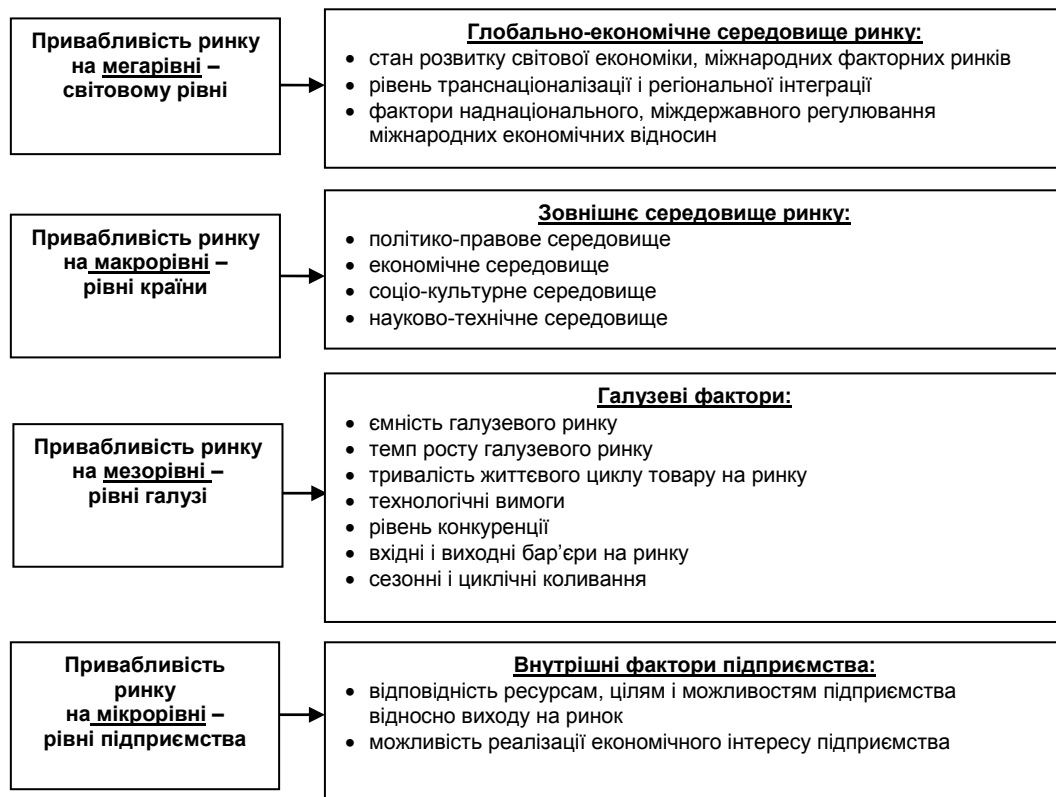 Привабливість ринку
на мегарівні –
світовому рівні
Глобально-економічне середовище ринку:
• стан розвитку світової економіки, міжнародних факторних ринків
• рівень транснаціоналізації і регіональної інтеграції
• фактори наднаціонального, міждержавного регулювання
міжнародних економічних відносин
Привабливість ринку
на макрорівні –
рівні країни
Зовнішнє середовище ринку:
• політико-правове середовище
• економічне середовище
• соціо-культурне середовище
• науково-технічне середовище
Привабливість ринку
на мезорівні –
рівні галузі
Галузеві фактори:
• ємність галузевого ринку
• темп росту галузевого ринку
• тривалість життєвого циклу товару на ринку
• технологічні вимоги
• рівень конкуренції
• вхідні і виходні бар’єри на ринку
• сезонні і циклічні коливання
Привабливість
ринку
на мікрорівні –
рівні підприємства
Внутрішні фактори підприємства:
• відповідність ресурсам, цілям і можливостям підприємства
відносно виходу на ринок
• можливість реалізації економічного інтересу підприємства